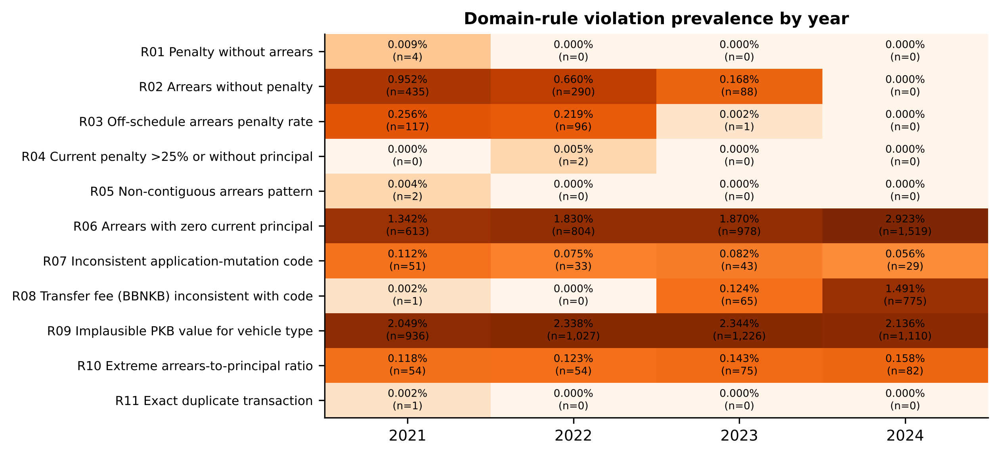 Domain-rule violation prevalence by year
R01 Penalty without arrears
0.009% 0.000% 0.000% 0.000%
(n=4) (n=0) (n=0) (n=0)
R02 Arrears without penalty
0.952% 0.660% 0.168% 0.000%
(n=435) (n=290) (n=88) (n=0)
R03 Off-schedule arrears penalty rate
0.256% 0.219% 0.002% 0.000%
(n=117) (n=96) (n=1) (n=0)
R04 Current penalty >25% or without principal
0.000% 0.005% 0.000% 0.000%
(n=0) (n=2) (n=0) (n=0)
R05 Non-contiguous arrears pattern
0.004% 0.000% 0.000% 0.000%
(n=2) (n=0) (n=0) (n=0)
R06 Arrears with zero current principal
1.342% 1.830% 1.870% 2.923%
(n=613) (n=804) (n=978) (n=1,519)
R07 Inconsistent application-mutation code
0.112% 0.075% 0.082% 0.056%
(n=51) (n=33) (n=43) (n=29)
R08 Transfer fee (BBNKB) inconsistent with code
0.002% 0.000% 0.124% 1.491%
(n=1) (n=0) (n=65) (n=775)
R09 Implausible PKB value for vehicle type
2.049% 2.338% 2.344% 2.136%
(n=936) (n=1,027) (n=1,226) (n=1,110)
R10 Extreme arrears-to-principal ratio
0.118% 0.123% 0.143% 0.158%
(n=54) (n=54) (n=75) (n=82)
R11 Exact duplicate transaction
0.002% 0.000% 0.000% 0.000%
(n=1) (n=0) (n=0) (n=0)
2021 2022 2023 2024